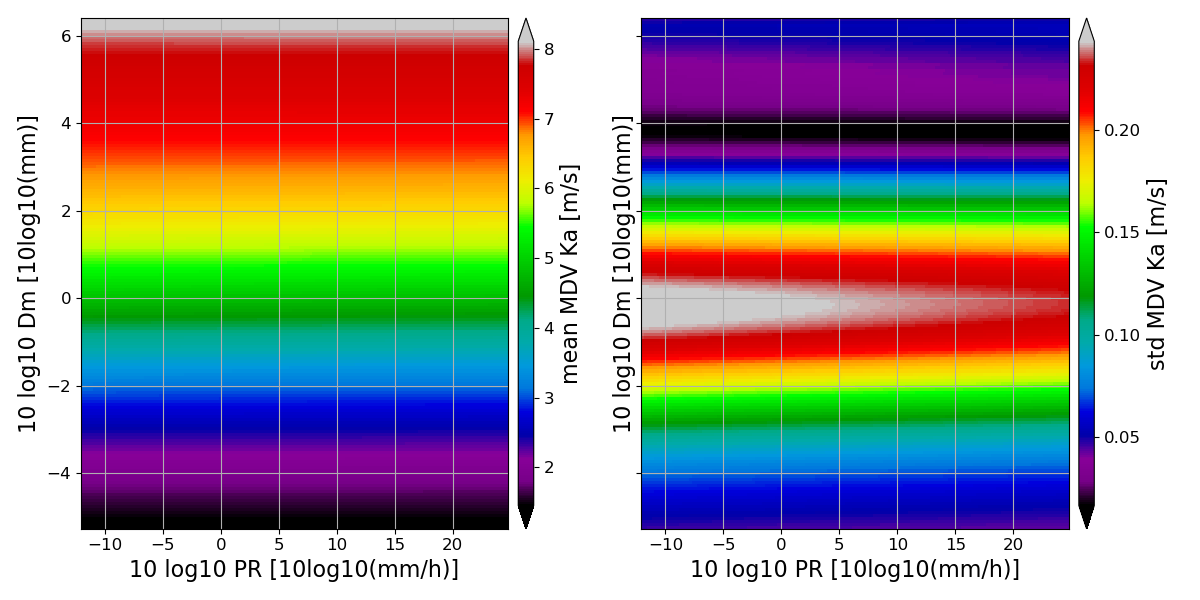 6
4
2
0
−2
−4
−10 −5 0 5 10 15 20
10 log10 Dm [10log10(mm)]
10 log10 PR [10log10(mm/h)]
8
7
6
5
4
3
2
mean MDV Ka [m/s]
10 log10 Dm [10log10(mm)]
−10 −5 0 5 10 15 20
10 log10 PR [10log10(mm/h)]
0.20
0.15
0.10
0.05
std MDV Ka [m/s]